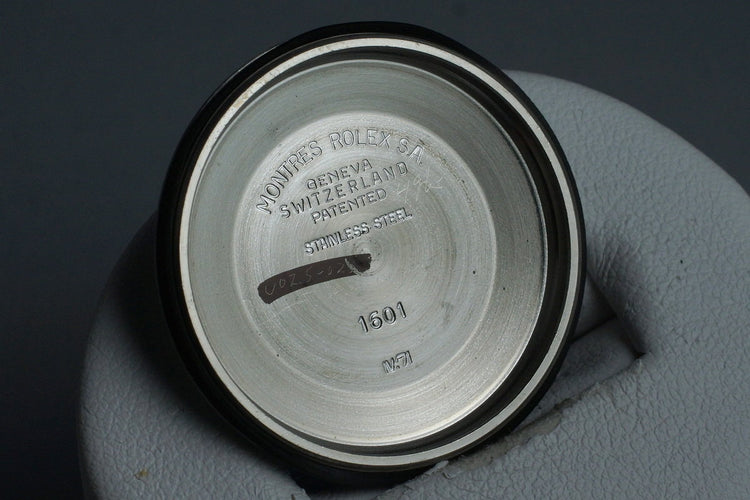 MONTRES ROLEX S.A.
GENEVA
SWITZERLAND
PATENTED
STAINLESS-STEEL
1601
IV.71